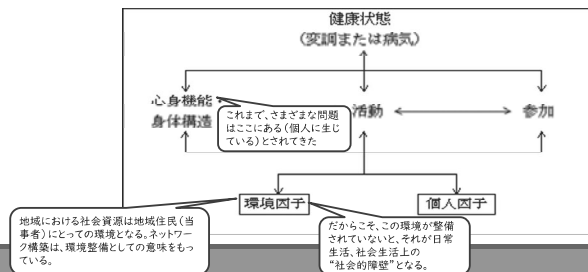 健康状態
(変調または病気)
心身機能・
身体構造
活動
参加
これまで、さまざまな問題
はここにある(個人に生じ
ている)とされてきた
環境因子
個人因子
地域における社会資源は地域住民(当
事者)にとっての環境となる。ネットワー
ク構築は、環境整備としての意味をもっ
ている。
だからこそ、この環境が整備
されていないと、それが日常
生活、社会生活上の
“社会的障壁”となる。